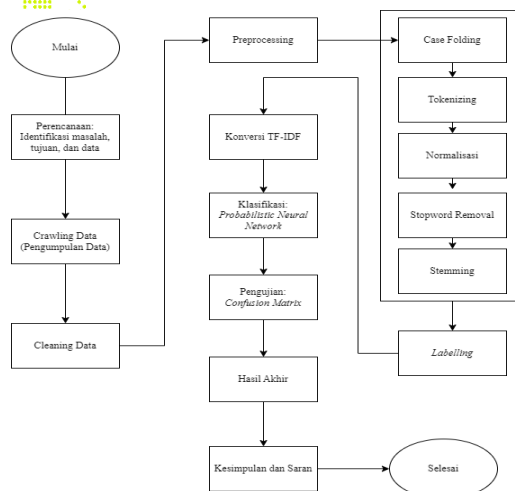 Mulai
Perencanaan:
Identifikasi masalah,
tujuan, dan data
Crawling Data
(Pengumpulan Data)
Cleaning Data
Preprocessing
Case Folding
Tokenizing
Normalisasi
Stopword Removal
Stemming
Labelling
Konversi TF-IDF
Klasifikasi:
Probabilistic Neural
Network
Pengujian:
Confusion Matrix
Hasil Akhir
Kesimpulan dan Saran
Selesai